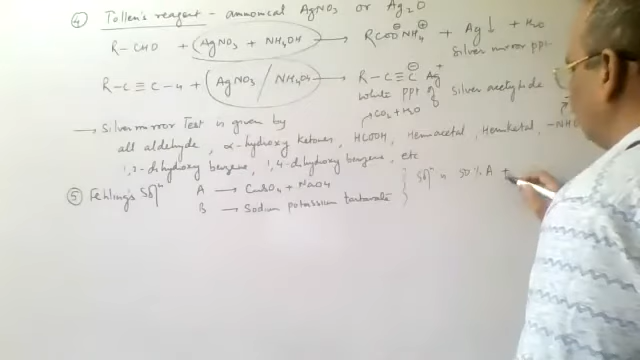 ④ Tollen's reagent - ammonical AgNO₃ or Ag₂O
R-CHO + (AgNO₃ + NH₄OH) → RCOO⊖NH₄⊕ + Ag↓ + H₂O
Silver mirror ppt
R-C≡C-H + (AgNO₃/NH₄OH) → R-C≡C⊖ Ag⁺
white ppt of Silver acetylide
CO₂ + H₂O
→ Silver mirror Test is given by
all aldehyde, α-hydroxy ketones, HCOOH, Hemiacetal, Hemiketal, -NH
1,2-dihydroxy benzene, 1,4-dihydroxy benzene, etc
⑤ Fehling's Solⁿ A → CuSO₄ + NaOH } Solⁿ 50% A +
B → Sodium potassium tartarate